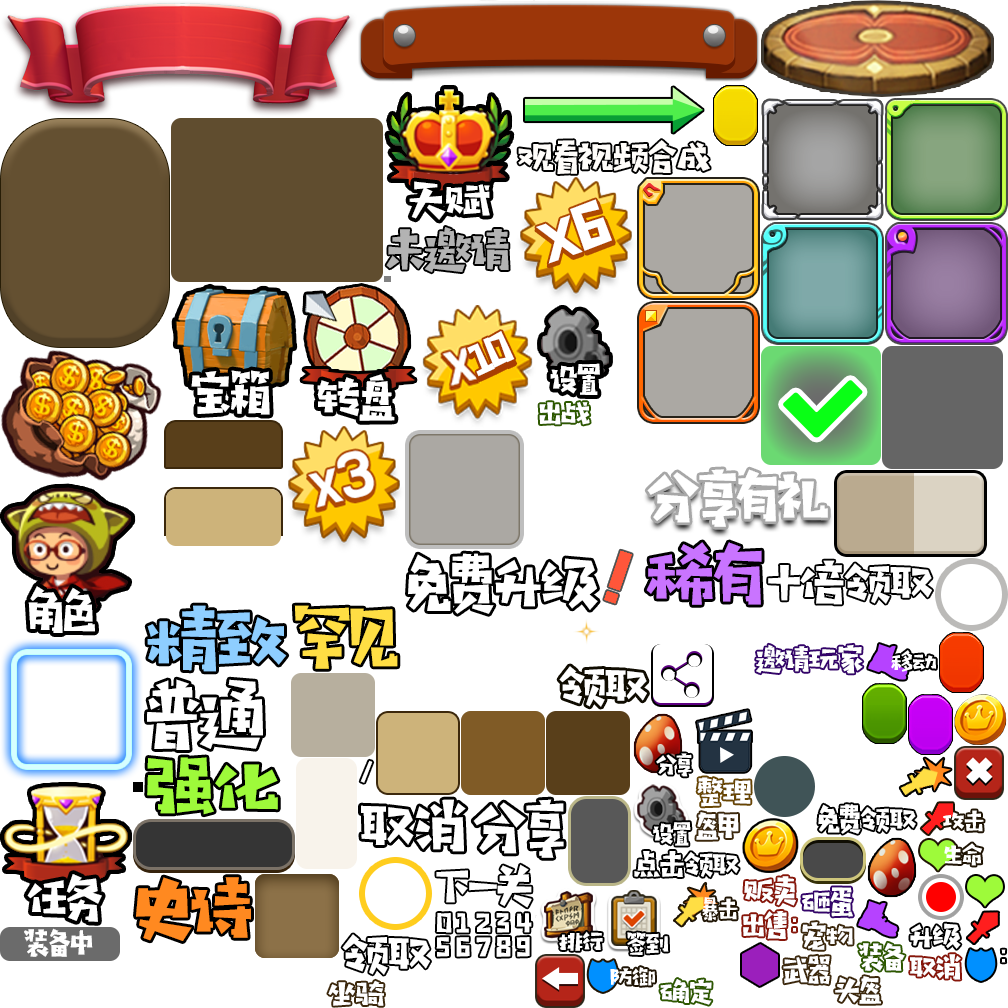 观看视频合成
天赋
未邀请
X6
宝箱
转盘
X10
设置
出战
x3
分享有礼
角色
免费升级!
稀有
十倍领取
精致
罕见
邀请玩家
移动
领取
普通
强化
/
分享
整理
取消
分享
设置
盔甲
免费领取
攻击
点击领取
生命
任务
史诗
下一关
01234
56789
贩卖
砸蛋
暴击
出售:
宠物
升级
装备中
领取
排行
签到
装备
取消
:
武器
防御
坐骑
确定
头盔